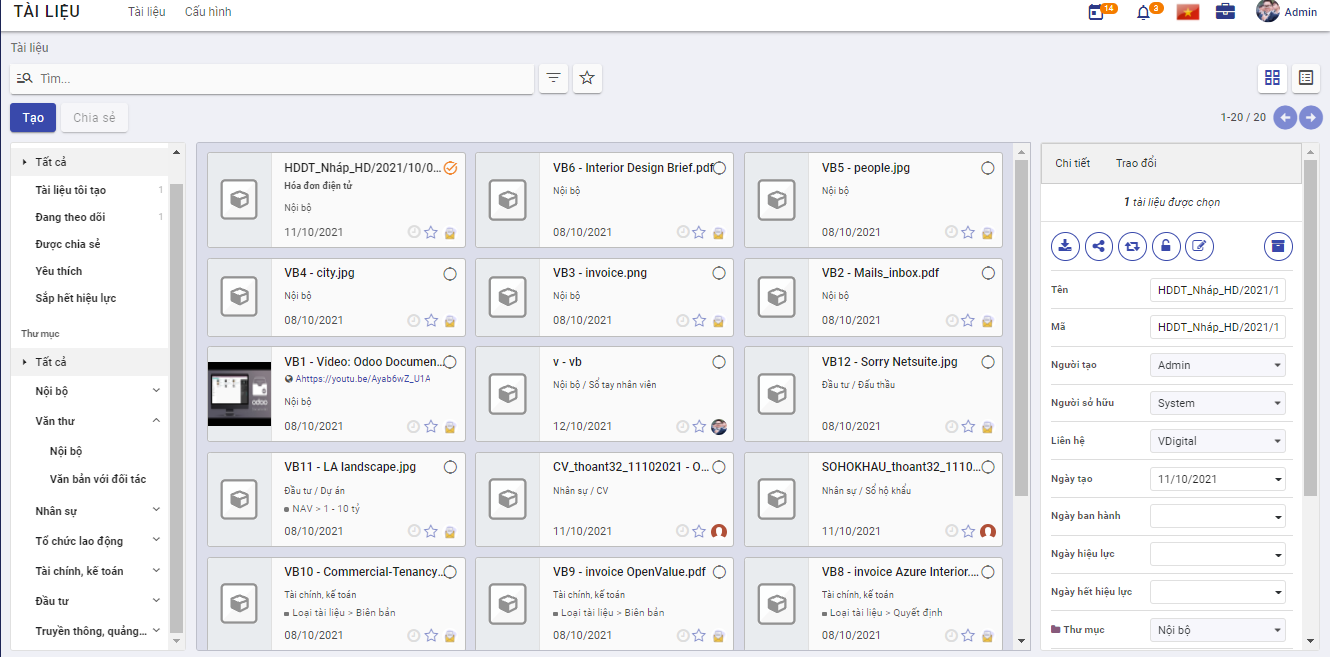 TÀI LIỆU
Tài liệu
Cấu hình
14
3
Admin
Tài liệu
Tìm...
Tạo
Chia sẻ
1-20 / 20
Tất cả
Tài liệu tôi tạo 1
Đang theo dõi 1
Được chia sẻ
Yêu thích
Sắp hết hiệu lực
Thư mục
Tất cả
Nội bộ
Văn thư
Nội bộ
Văn bản với đối tác
Nhân sự
Tổ chức lao động
Tài chính, kế toán
Đầu tư
Truyền thông, quảng...
HDDT_Nháp_HD/2021/10/0...
Hóa đơn điện tử
Nội bộ
11/10/2021
VB6 - Interior Design Brief.pdf
Nội bộ
08/10/2021
VB5 - people.jpg
Nội bộ
08/10/2021
VB4 - city.jpg
Nội bộ
08/10/2021
VB3 - invoice.png
Nội bộ
08/10/2021
VB2 - Mails_inbox.pdf
Nội bộ
08/10/2021
VB1 - Video: Odoo Documen...
Ahttps://youtu.be/Ayab6wZ_U1A
Nội bộ
08/10/2021
v - vb
Nội bộ / Sổ tay nhân viên
12/10/2021
VB12 - Sorry Netsuite.jpg
Đầu tư / Đấu thầu
08/10/2021
VB11 - LA landscape.jpg
Đầu tư / Dự án
NAV > 1 - 10 tỷ
08/10/2021
CV_thoant32_11102021 - O...
Nhân sự / CV
11/10/2021
SOHOKHAU_thoant32_1110...
Nhân sự / Sổ hộ khẩu
11/10/2021
VB10 - Commercial-Tenancy...
Tài chính, kế toán
Loại tài liệu > Biên bản
08/10/2021
VB9 - invoice OpenValue.pdf
Tài chính, kế toán
Loại tài liệu > Biên bản
08/10/2021
VB8 - invoice Azure Interior....
Tài chính, kế toán
Loại tài liệu > Quyết định
08/10/2021
Chi tiết
Trao đổi
1 tài liệu được chọn
Tên HDDT_Nháp_HD/2021/1
Mã HDDT_Nháp_HD/2021/1
Người tạo Admin
Người sở hữu System
Liên hệ VDigital
Ngày tạo 11/10/2021
Ngày ban hành
Ngày hiệu lực
Ngày hết hiệu lực
Thư mục Nội bộ